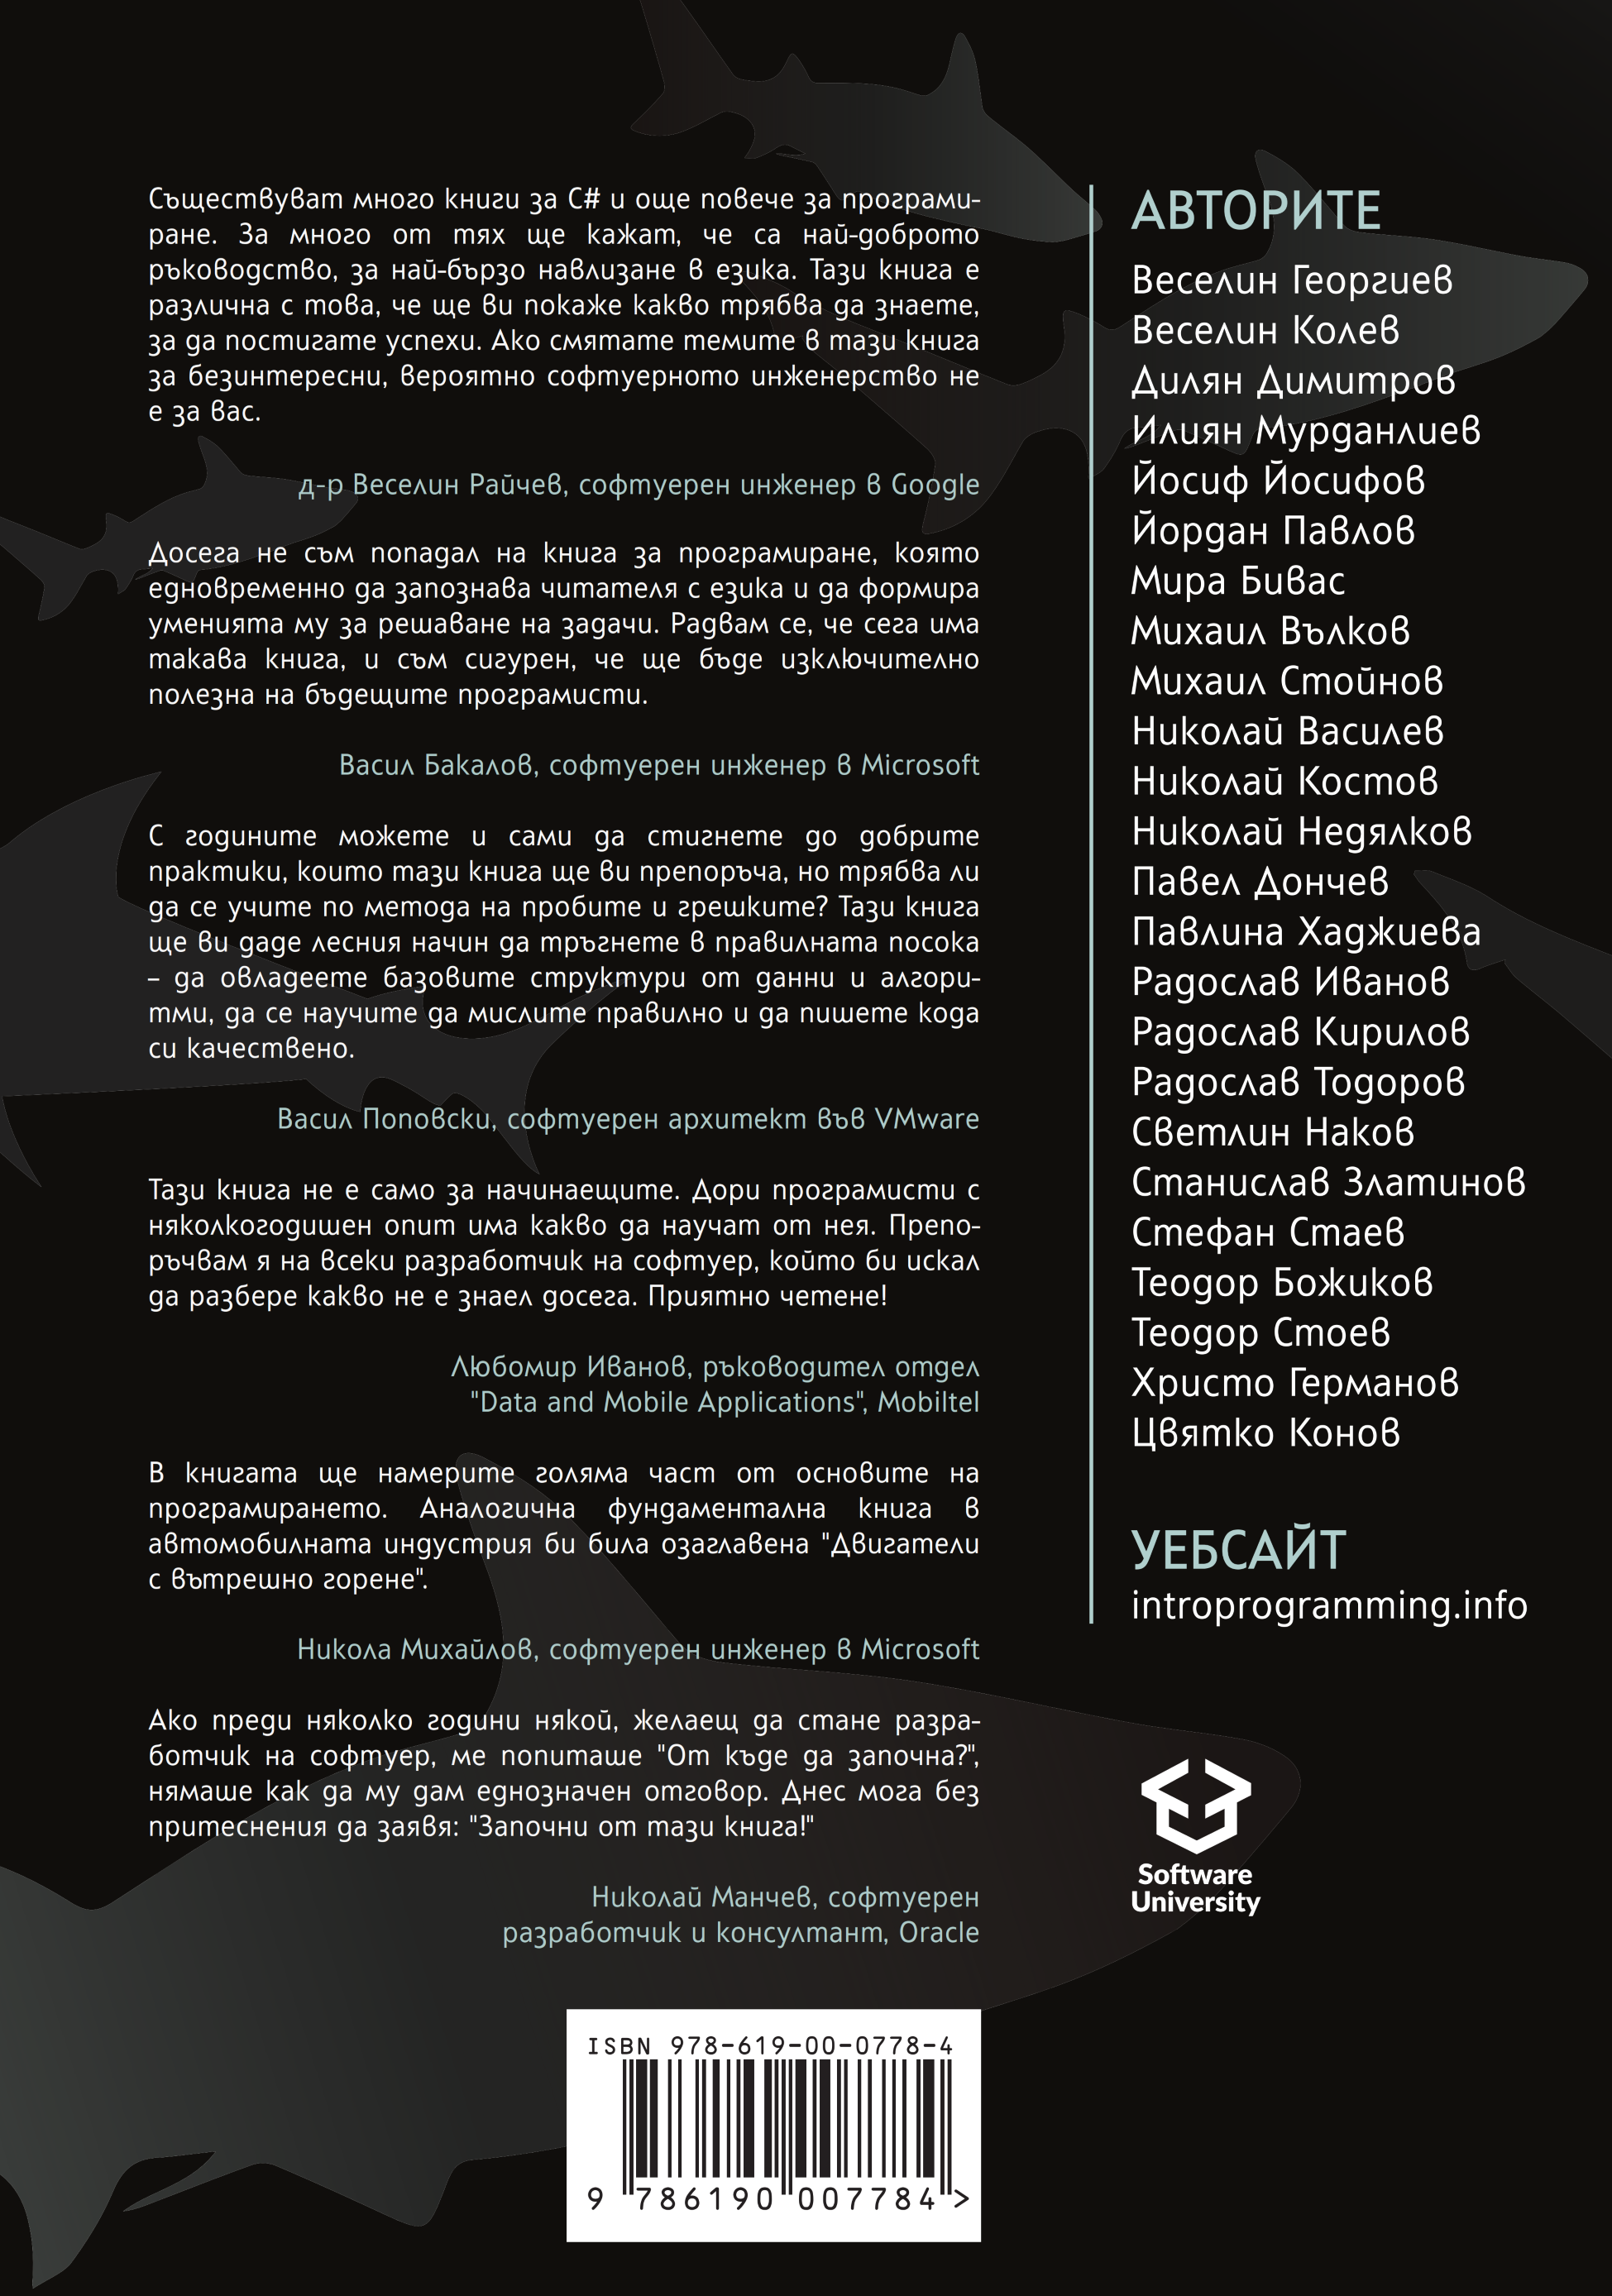 Съществуват много книги за C# и още повече за програми-
ране. За много от тях ще кажат, че са най-доброто
ръководство, за най-бързо навлизане в езика. Тази книга е
различна с това, че ще ви покаже какво трябва да знаете,
за да постигате успехи. Ако смятате темите в тази книга
за безинтересни, вероятно софтуерното инженерство не
е за вас.
д-р Веселин Райчев, софтуерен инженер в Google
Досега не съм попадал на книга за програмиране, която
едновременно да запознава читателя с езика и да формира
уменията му за решаване на задачи. Радвам се, че сега има
такава книга, и съм сигурен, че ще бъде изключително
полезна на бъдещите програмисти.
Васил Бакалов, софтуерен инженер в Microsoft
С годините можете и сами да стигнете до добрите
практики, които тази книга ще ви препоръча, но трябва ли
да се учите по метода на пробите и грешките? Тази книга
ще ви даде лесния начин да тръгнете в правилната посока
– да овладеете базовите структури от данни и алгори-
тми, да се научите да мислите правилно и да пишете кода
си качествено.
Васил Поповски, софтуерен архитект във VMware
Тази книга не е само за начинаещите. Дори програмисти с
няколкогодишен опит има какво да научат от нея. Препо-
ръчвам я на всеки разработчик на софтуер, който би искал
да разбере какво не е знаел досега. Приятно четене!
Любомир Иванов, ръководител отдел
"Data and Mobile Applications", Mobiltel
В книгата ще намерите голяма част от основите на
програмирането. Аналогична фундаментална книга в
автомобилната индустрия би била озаглавена "Двигатели
с вътрешно горене".
Никола Михайлов, софтуерен инженер в Microsoft
Ако преди няколко години някой, желаещ да стане разра-
ботчик на софтуер, ме попиташе "От къде да започна?",
нямаше как да му дам еднозначен отговор. Днес мога без
притеснения да заявя: "Започни от тази книга!"
Николай Манчев, софтуерен
разработчик и консултант, Oracle
ISBN 978-619-00-0778-4
9 786190 007784 >
АВТОРИТЕ
Веселин Георгиев
Веселин Колев
Дилян Димитров
Илиян Мурданлиев
Йосиф Йосифов
Йордан Павлов
Мира Бивас
Михаил Вълков
Михаил Стойнов
Николай Василев
Николай Костов
Николай Недялков
Павел Дончев
Павлина Хаджиева
Радослав Иванов
Радослав Кирилов
Радослав Тодоров
Светлин Наков
Станислав Златинов
Стефан Стаев
Теодор Божиков
Теодор Стоев
Христо Германов
Цвятко Конов
УЕБСАЙТ
introprogramming.info
Software
University